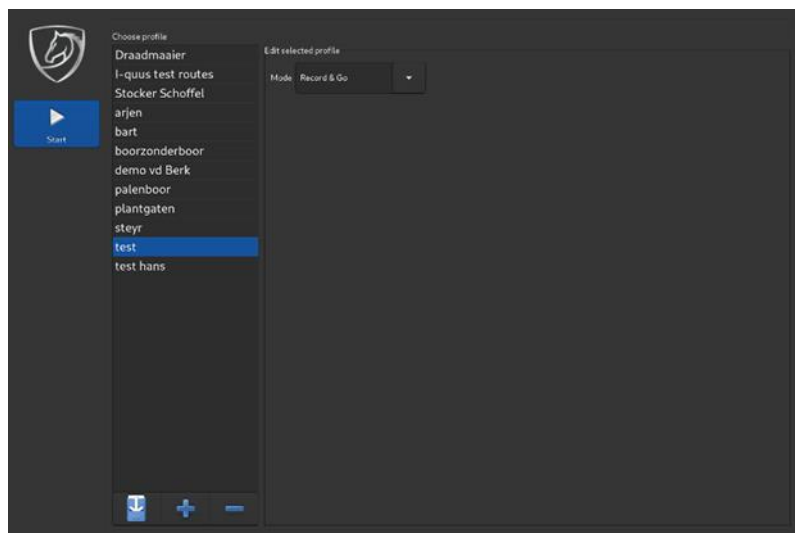 Choose profile
Draadmaaier
I-quus test routes
Stocker Schoffel
arjen
bart
boorzonderboor
demo vd Berk
palenboor
plantgaten
steyr
test
test hans
Start
Edit selected profile
Mode Record & Go